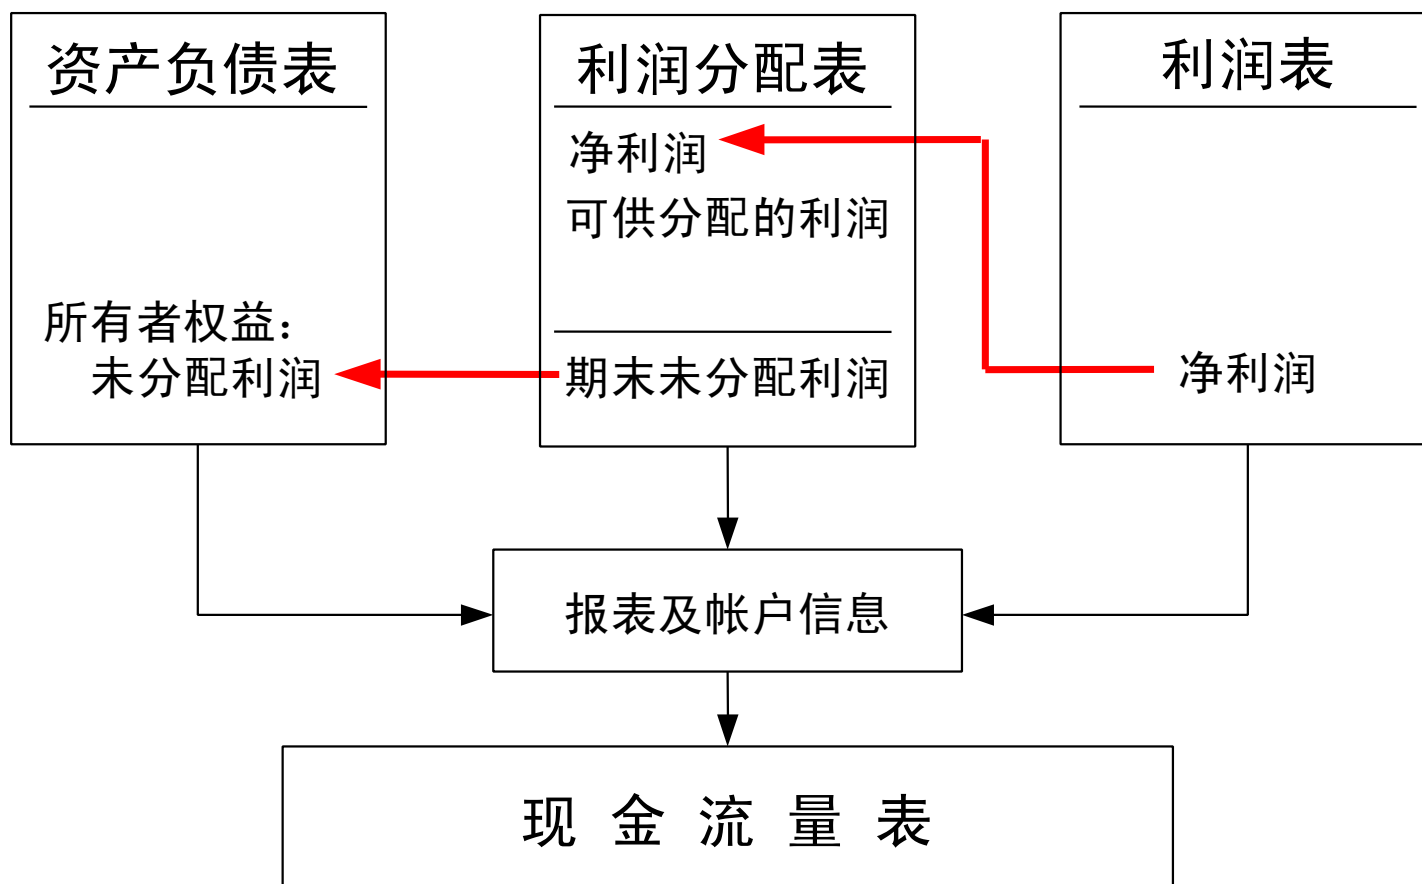 资产负债表
所有者权益：
未分配利润
利润分配表
净利润
可供分配的利润
期末未分配利润
利润表
净利润
报表及帐户信息
现金流量表